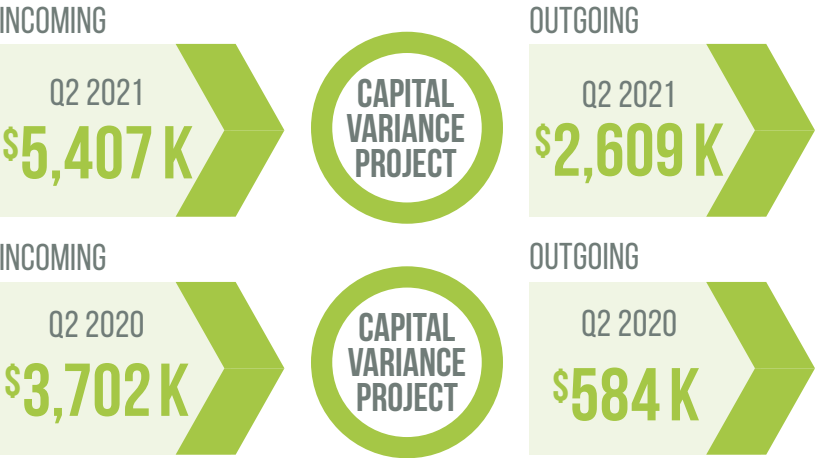 INCOMING
Q2 2021
$5,407 K
CAPITAL
VARIANCE
PROJECT
OUTGOING
Q2 2021
$2,609 K
INCOMING
Q2 2020
$3,702 K
CAPITAL
VARIANCE
PROJECT
OUTGOING
Q2 2020
$584 K